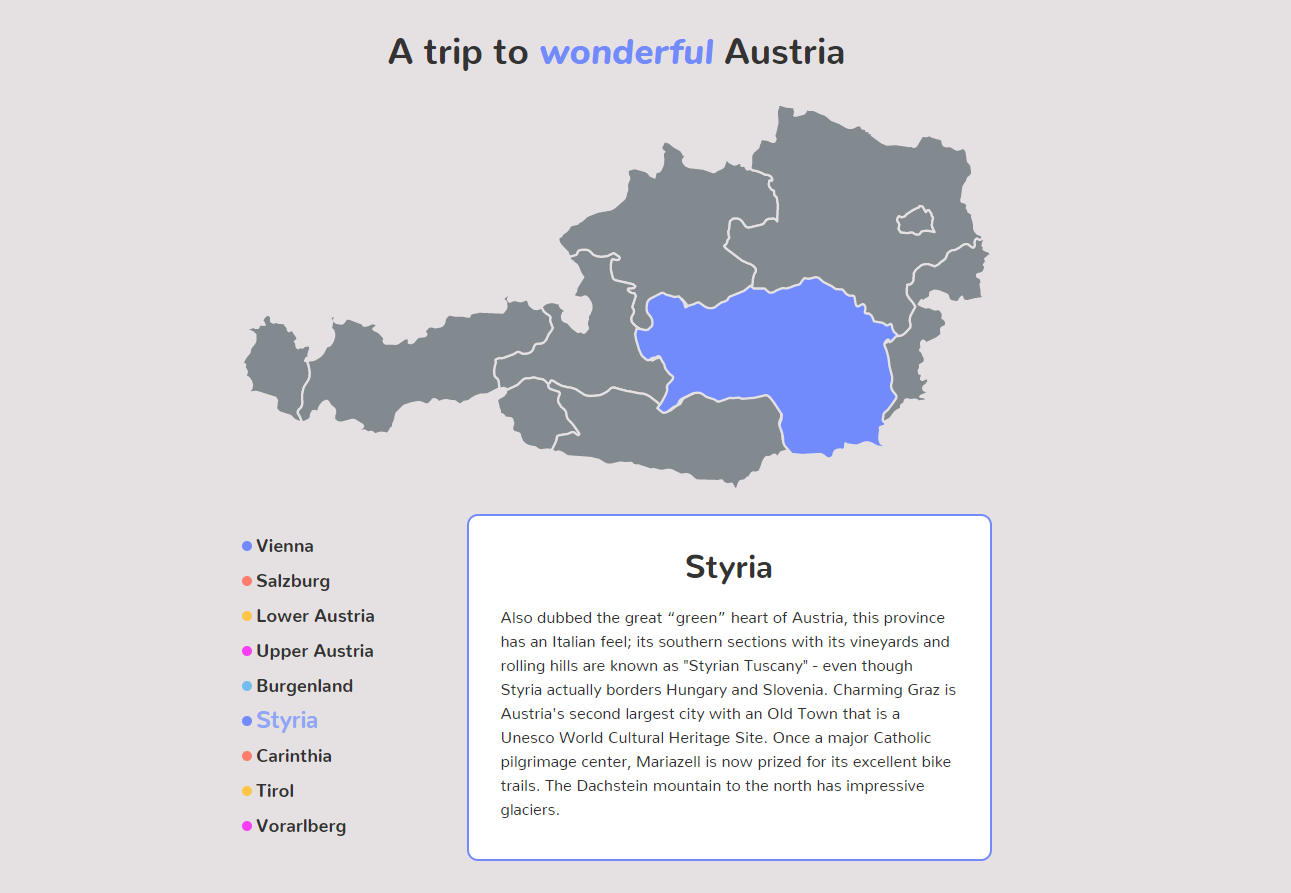 A trip to wonderful Austria
Vienna
Salzburg
Lower Austria
Upper Austria
Burgenland
Styria
Carinthia
Tirol
Vorarlberg
Styria
Also dubbed the great “green” heart of Austria, this province
has an Italian feel; its southern sections with its vineyards and
rolling hills are known as "Styrian Tuscany" - even though
Styria actually borders Hungary and Slovenia. Charming Graz is
Austria's second largest city with an Old Town that is a
Unesco World Cultural Heritage Site. Once a major Catholic
pilgrimage center, Mariazell is now prized for its excellent bike
trails. The Dachstein mountain to the north has impressive
glaciers.